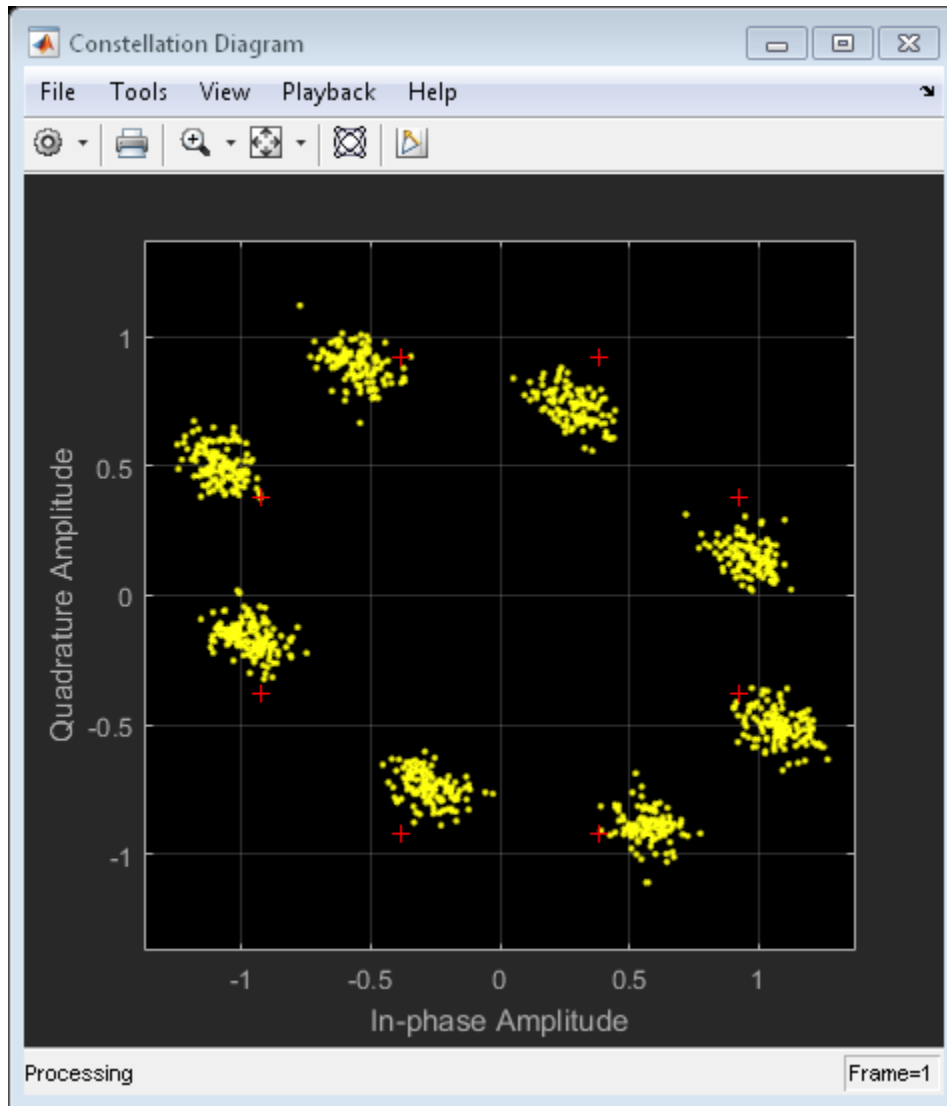 Constellation Diagram
File Tools View Playback Help
1
0.5
0
-0.5
-1
Quadrature Amplitude
-1 -0.5 0 0.5 1
In-phase Amplitude
Processing Frame=1